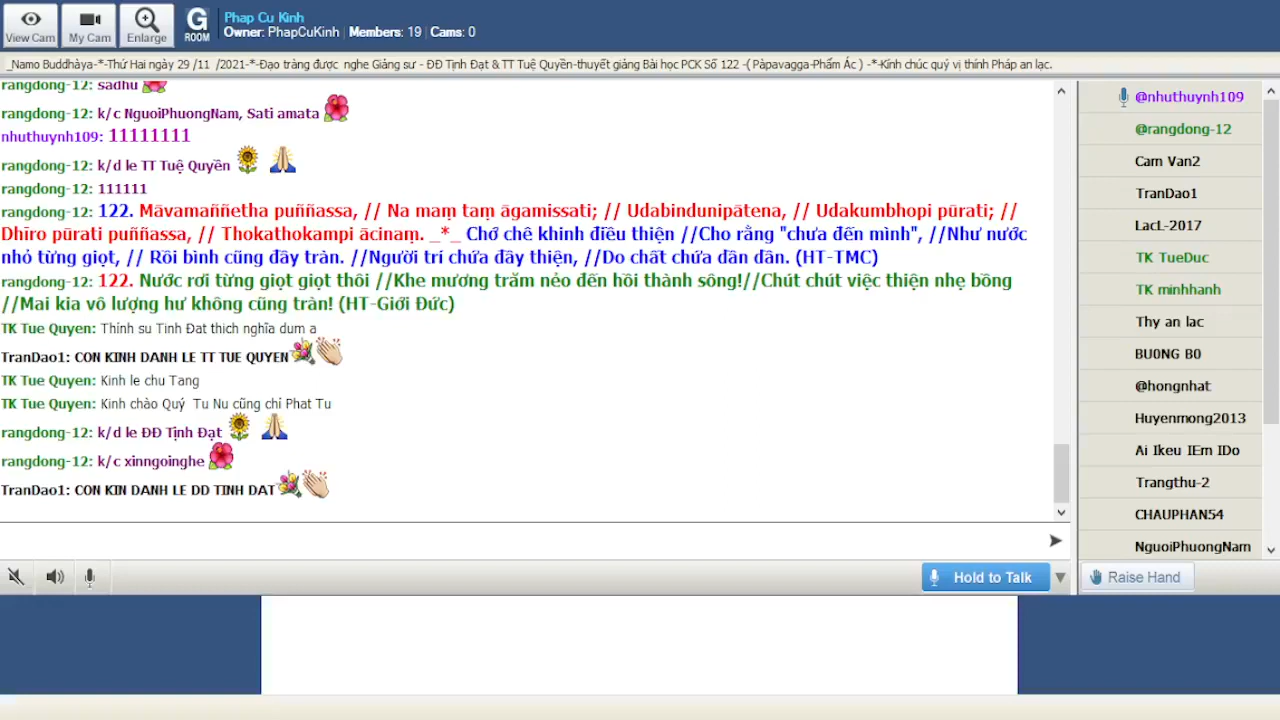 View Cam
My Cam
Enlarge
G
ROOM
Phap Cu Kinh
Owner: PhapCuKinh | Members: 19 | Cams: 0
_Namo Buddhàya-*-Thứ Hai ngày 29 /11 /2021-*-Đạo tràng được nghe Giảng sư - ĐĐ Tịnh Đạt & TT Tuệ Quyền-thuyết giảng Bài học PCK Số 122 -( Pàpavagga-Phẩm Ác ) -*-Kính chúc quý vị thính Pháp an lạc.
rangdong-12: sadhu
rangdong-12: k/c NguoiPhuongNam, Sati amata
nhuthuynh109: 11111111
rangdong-12: k/d le TT Tuệ Quyền
rangdong-12: 111111
rangdong-12: 122. Māvamaññetha puññassa, // Na maṃ taṃ āgamissati; // Udabindunipātena, // Udakumbhopi pūrati; //
Dhīro pūrati puññassa, // Thokathokampi ācinaṃ. _*_ Chớ chê khinh điều thiện //Cho rằng "chưa đến mình", //Như nước
nhỏ từng giọt, // Rồi bình cũng đầy tràn. //Người trí chứa đầy thiện, //Do chất chứa dần dần. (HT-TMC)
rangdong-12: 122. Nước rơi từng giọt giọt thôi //Khe mương trăm nẻo đến hồi thành sông!//Chút chút việc thiện nhẹ bồng
//Mai kia vô lượng hư không cũng tràn! (HT-Giới Đức)
TK Tue Quyen: Thỉnh su Tinh Đat thich nghĩa dum a
TranDao1: CON KINH DANH LE TT TUE QUYEN
TK Tue Quyen: Kinh le chu Tang
TK Tue Quyen: Kinh chào Quý Tu Nu cũng chi Phat Tu
rangdong-12: k/d le ĐĐ Tịnh Đạt
rangdong-12: k/c xinngoinghe
TranDao1: CON KIN DANH LE DD TINH DAT
@nhuthuynh109
@rangdong-12
Cam Van2
TranDao1
LacL-2017
TK TueDuc
TK minhhanh
Thy an lac
BU0NG B0
@hongnhat
Huyenmong2013
Ai Ikeu IEm IDo
Trangthu-2
CHAUPHAN54
NguoiPhuongNam
Hold to Talk
Raise Hand